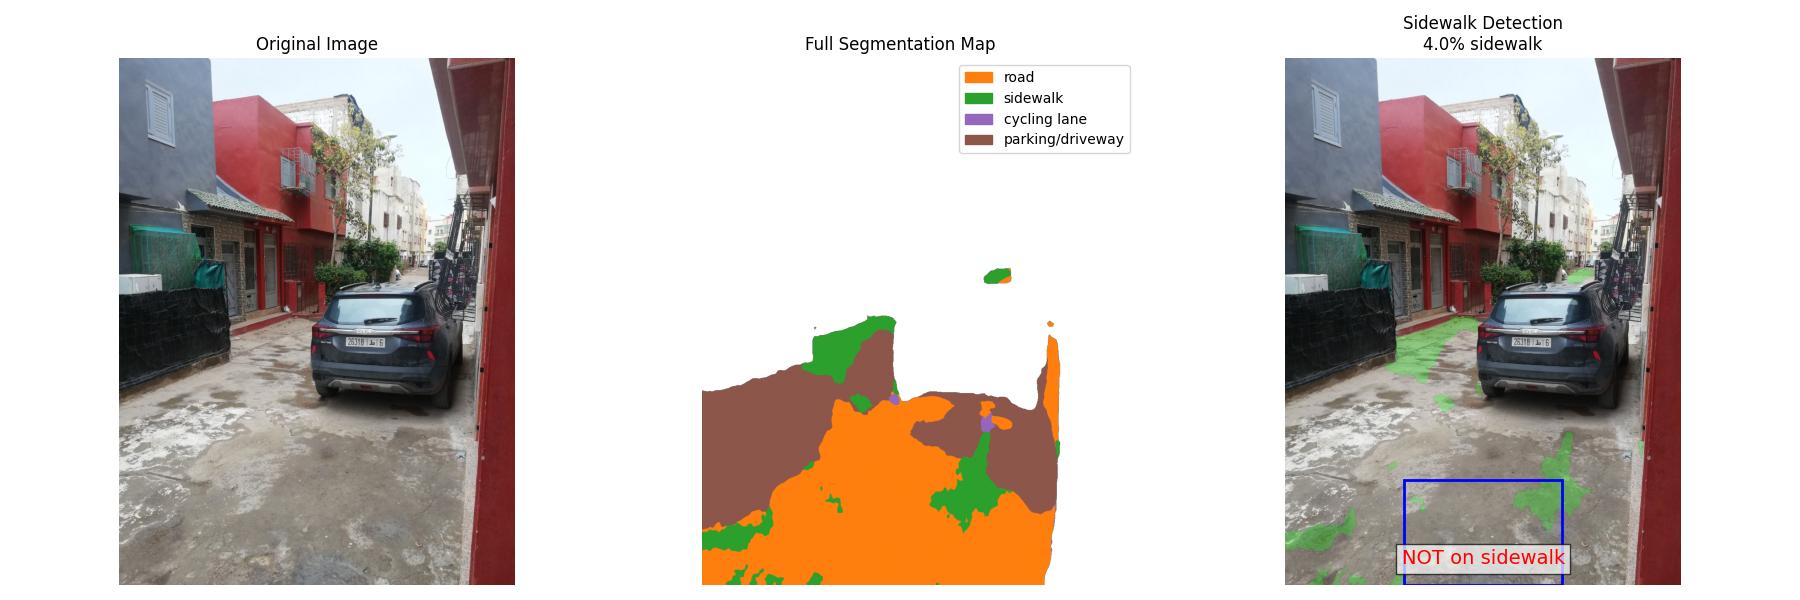 Original Image
Full Segmentation Map
Sidewalk Detection
4.0% sidewalk
road
sidewalk
cycling lane
parking/driveway
NOT on sidewalk